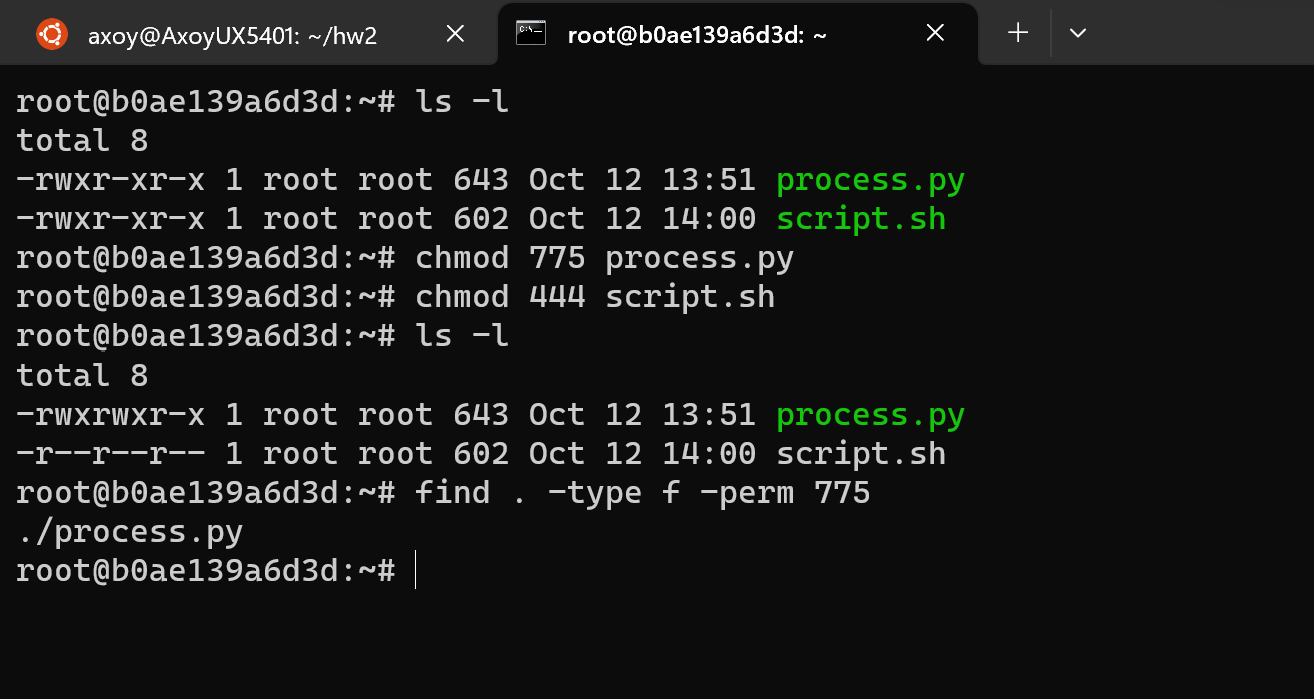 axoy@AxoyUX5401: ~/hw2
root@b0ae139a6d3d: ~
root@b0ae139a6d3d:~# ls -l
total 8
-rwxr-xr-x 1 root root 643 Oct 12 13:51 process.py
-rwxr-xr-x 1 root root 602 Oct 12 14:00 script.sh
root@b0ae139a6d3d:~# chmod 775 process.py
root@b0ae139a6d3d:~# chmod 444 script.sh
root@b0ae139a6d3d:~# ls -l
total 8
-rwxrwxr-x 1 root root 643 Oct 12 13:51 process.py
-r--r--r-- 1 root root 602 Oct 12 14:00 script.sh
root@b0ae139a6d3d:~# find . -type f -perm 775
./process.py
root@b0ae139a6d3d:~#